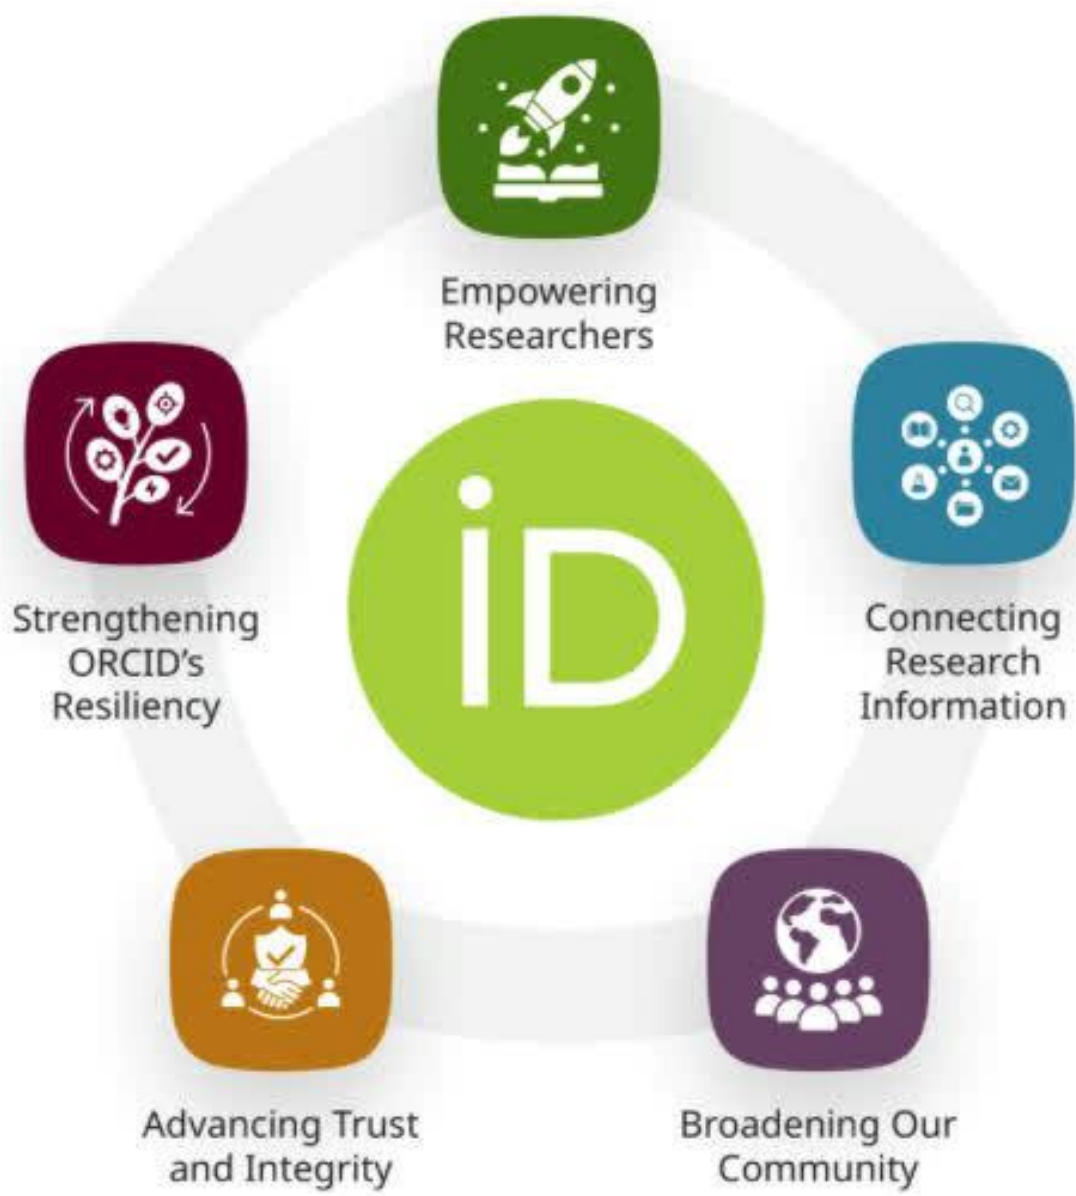 Empowering
Researchers
Strengthening
ORCID's
Resiliency
iD
Connecting
Research
Information
Advancing Trust
and Integrity
Broadening Our
Community